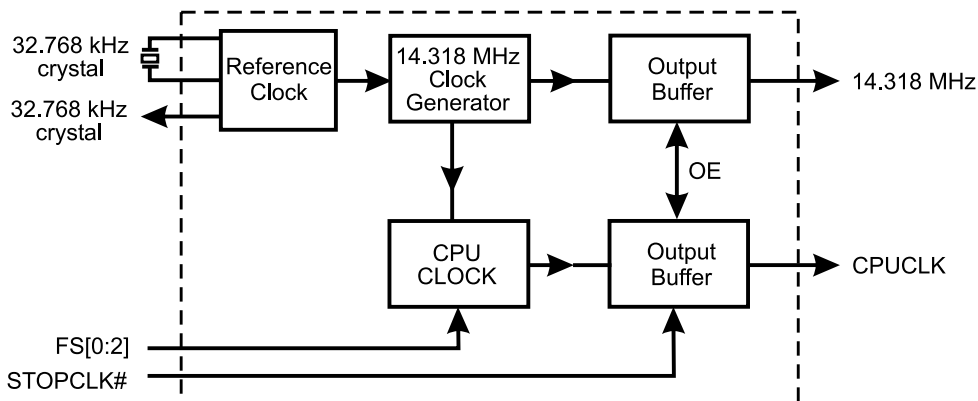 32.768 kHz
crystal
32.768 kHz
crystal
Reference
Clock
14.318 MHz
Clock
Generator
Output
Buffer
14.318 MHz
OE
CPU
CLOCK
Output
Buffer
CPUCLK
FS[0:2]
STOPCLK#